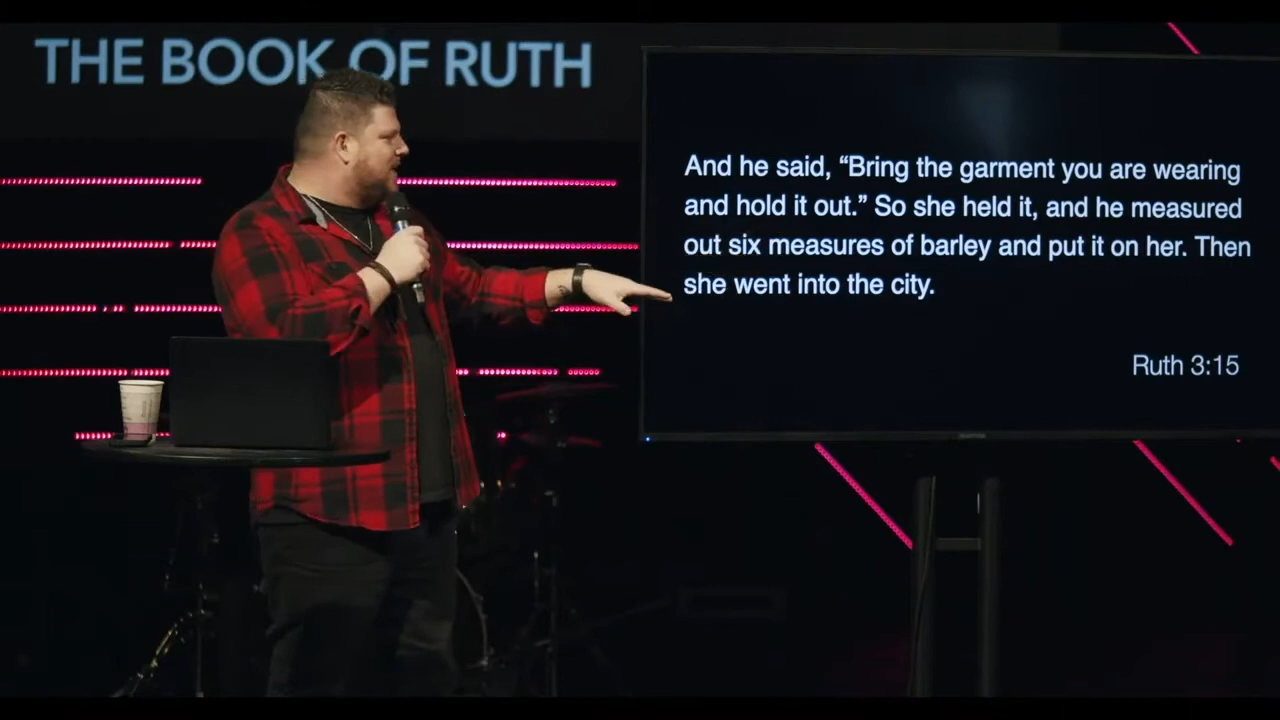 THE BOOK OF RUTH
And he said, “Bring the garment you are wearing
and hold it out.” So she held it, and he measured
out six measures of barley and put it on her. Then
she went into the city.
Ruth 3:15